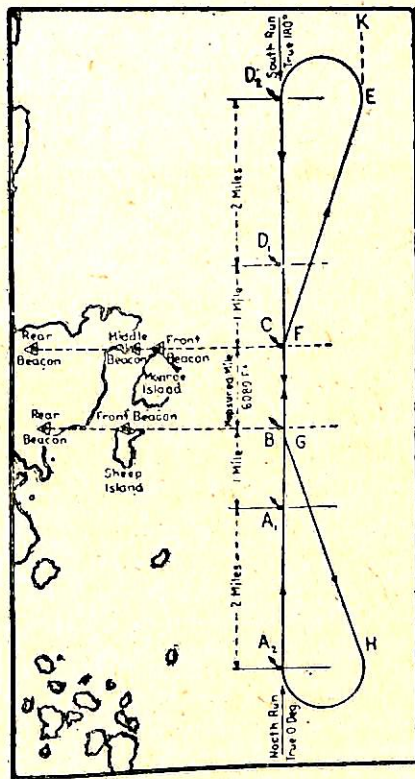 K
South Run
True 180°
D2
E
2 Miles
D1
1 Mile
C
F
Rear
Beacon
Middle
Beacon
Front
Beacon
Monroe
Island
Measured Mile
6080 Ft
Rear
Beacon
Front Beacon
Sheep
Island
B
G
1 Mile
A1
2 Miles
A2
H
North Run
True 0 Deg.